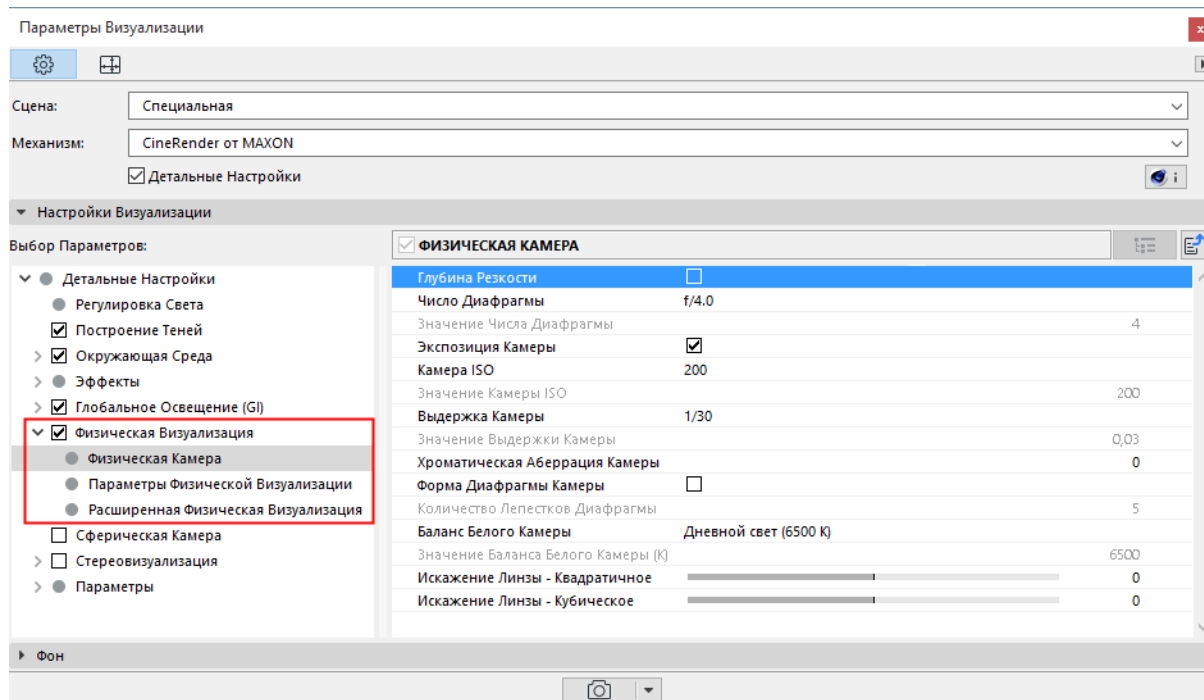 Параметры Визуализации
x
Сцена: Специальная
Механизм: CineRender от MAXON
Детальные Настройки
i
Настройки Визуализации
Выбор Параметров:
Детальные Настройки
Регулировка Света
Построение Теней
Окружающая Среда
Эффекты
Глобальное Освещение (GI)
Физическая Визуализация
Физическая Камера
Параметры Физической Визуализации
Расширенная Физическая Визуализация
Сферическая Камера
Стереовизуализация
Параметры
ФИЗИЧЕСКАЯ КАМЕРА
Глубина Резкости
Число Диафрагмы f/4.0
Значение Числа Диафрагмы 4
Экспозиция Камеры
Камера ISO 200
Значение Камеры ISO 200
Выдержка Камеры 1/30
Значение Выдержки Камеры 0,03
Хроматическая Аберрация Камеры 0
Форма Диафрагмы Камеры
Количество Лепестков Диафрагмы 5
Баланс Белого Камеры Дневной свет (6500 K)
Значение Баланса Белого Камеры (K) 6500
Искажение Линзы - Квадратичное 0
Искажение Линзы - Кубическое 0
Фон